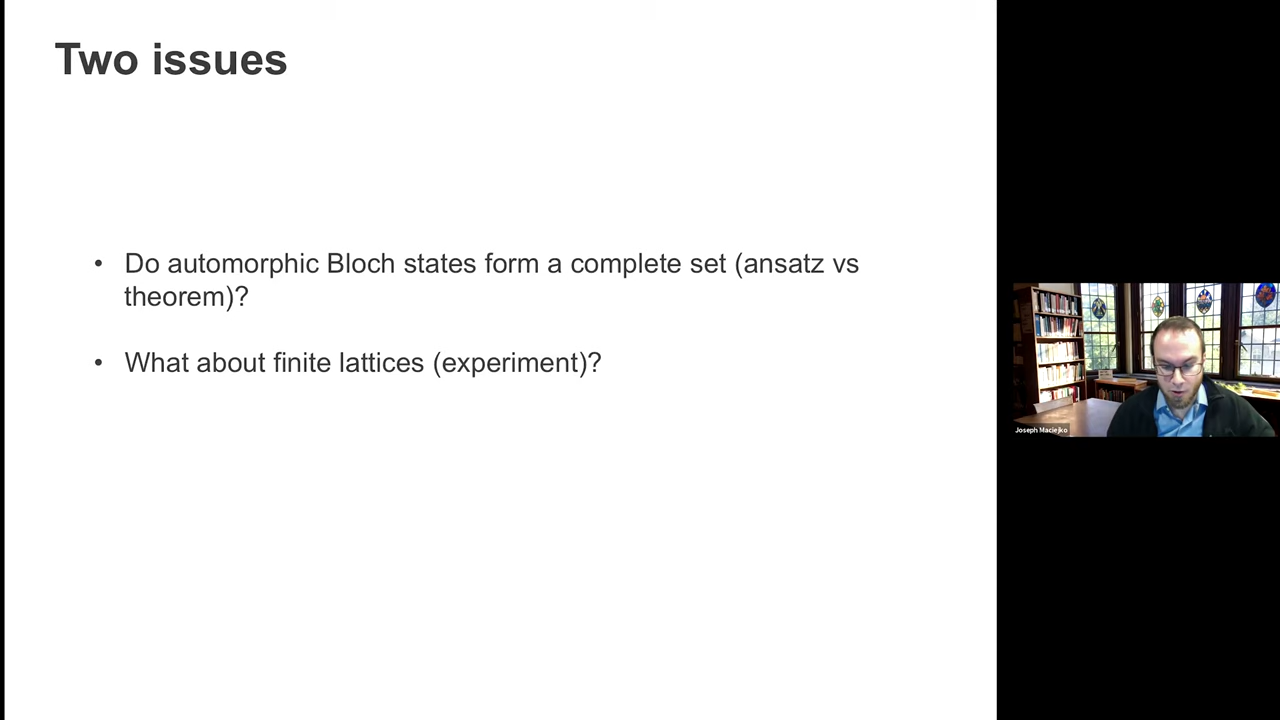 Two issues
• Do automorphic Bloch states form a complete set (ansatz vs
theorem)?
• What about finite lattices (experiment)?
Joseph Maciejko